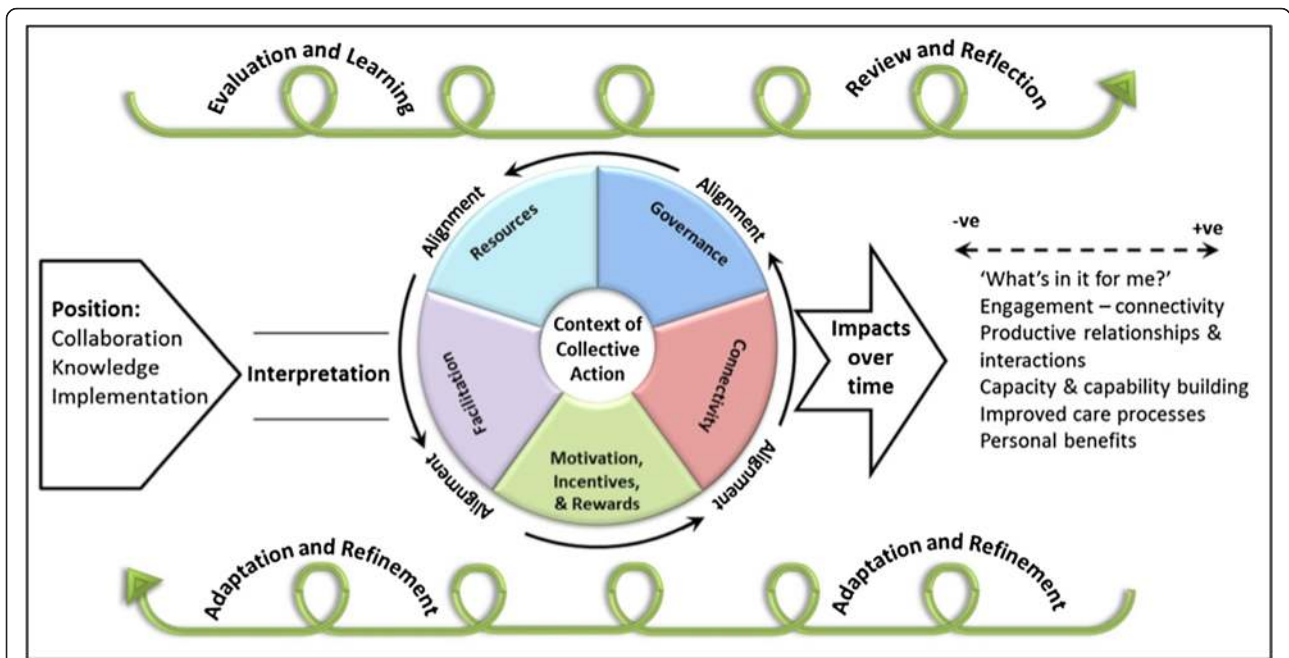 Evaluation and Learning
Review and Reflection
Alignment
Alignment
Resources
Governance
-ve
+ve
Position:
Collaboration
Knowledge
Implementation
Interpretation
Context of
Collective
Action
Facilitation
Connectivity
Motivation,
Incentives,
& Rewards
Alignment
Alignment
Impacts
over
time
‘What’s in it for me?’
Engagement – connectivity
Productive relationships &
interactions
Capacity & capability building
Improved care processes
Personal benefits
Adaptation and Refinement
Adaptation and Refinement